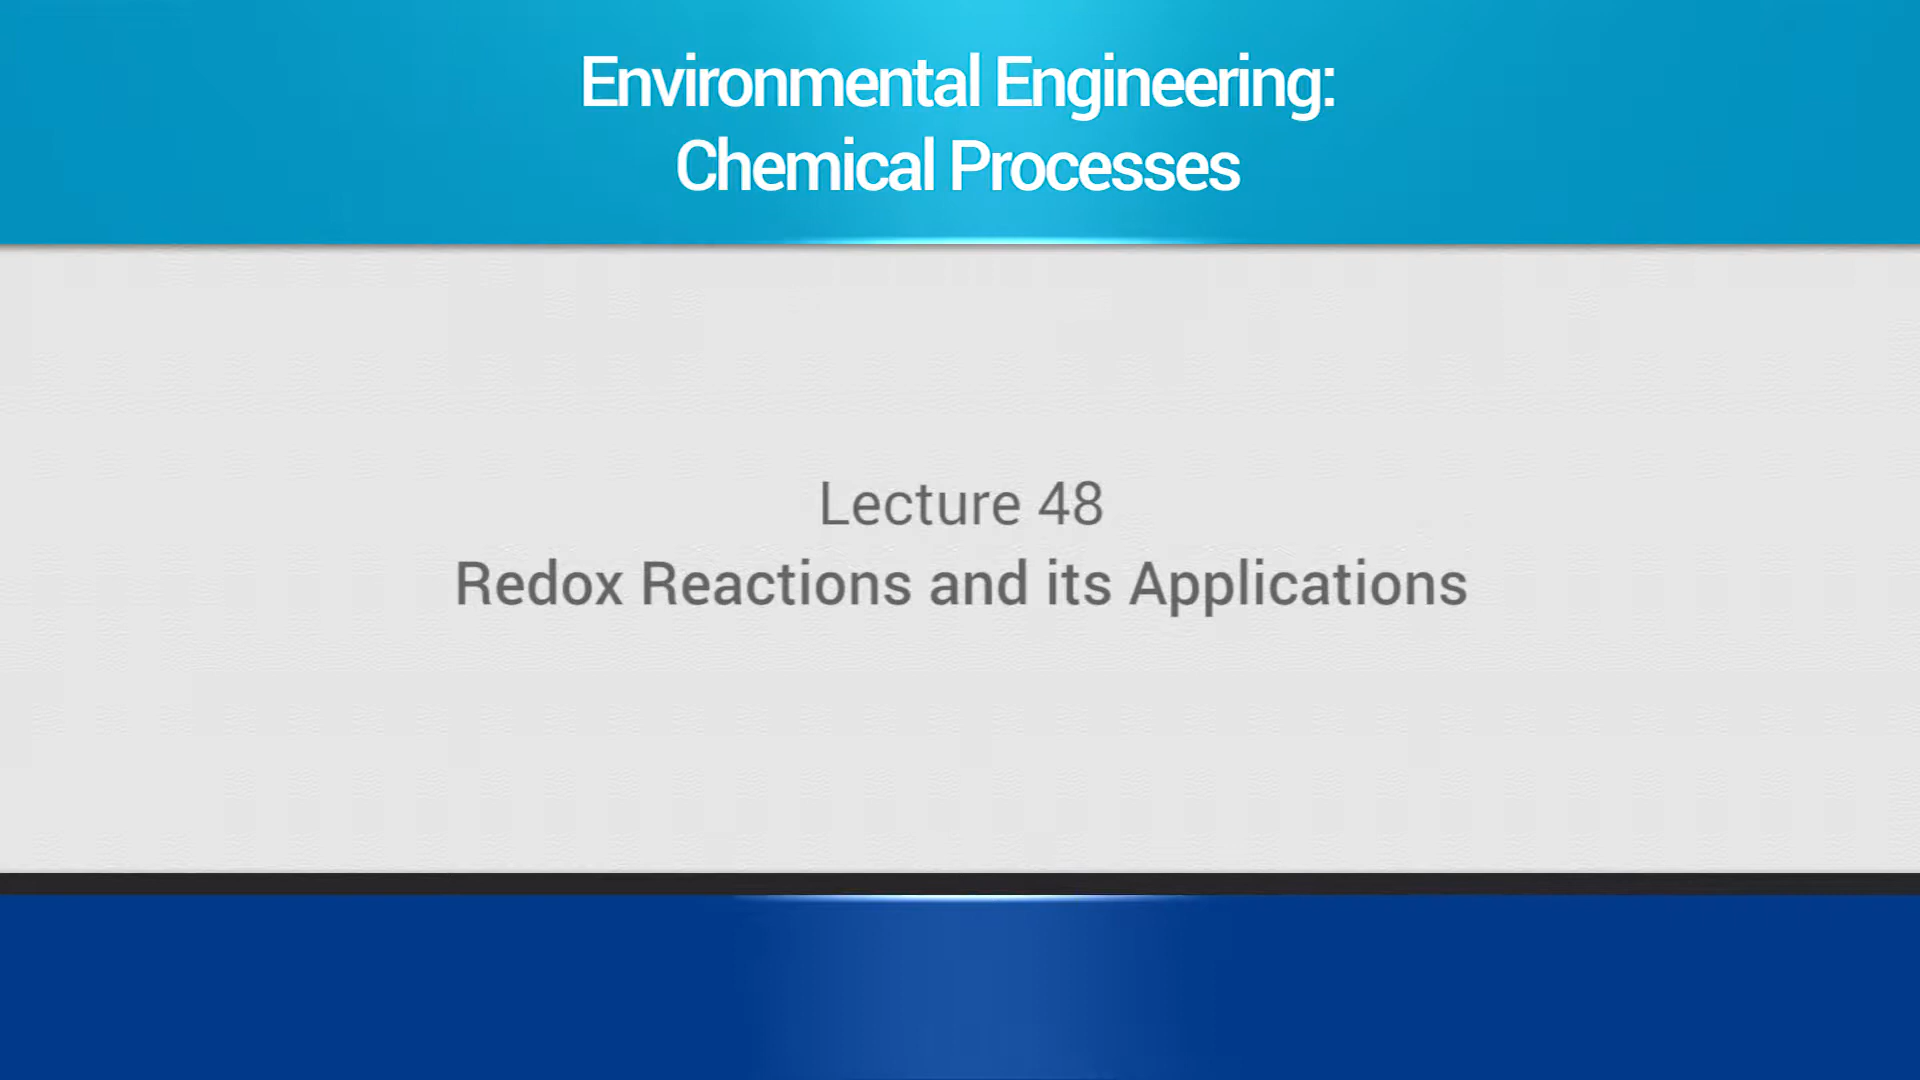 Environmental Engineering:
Chemical Processes
Lecture 48
Redox Reactions and its Applications